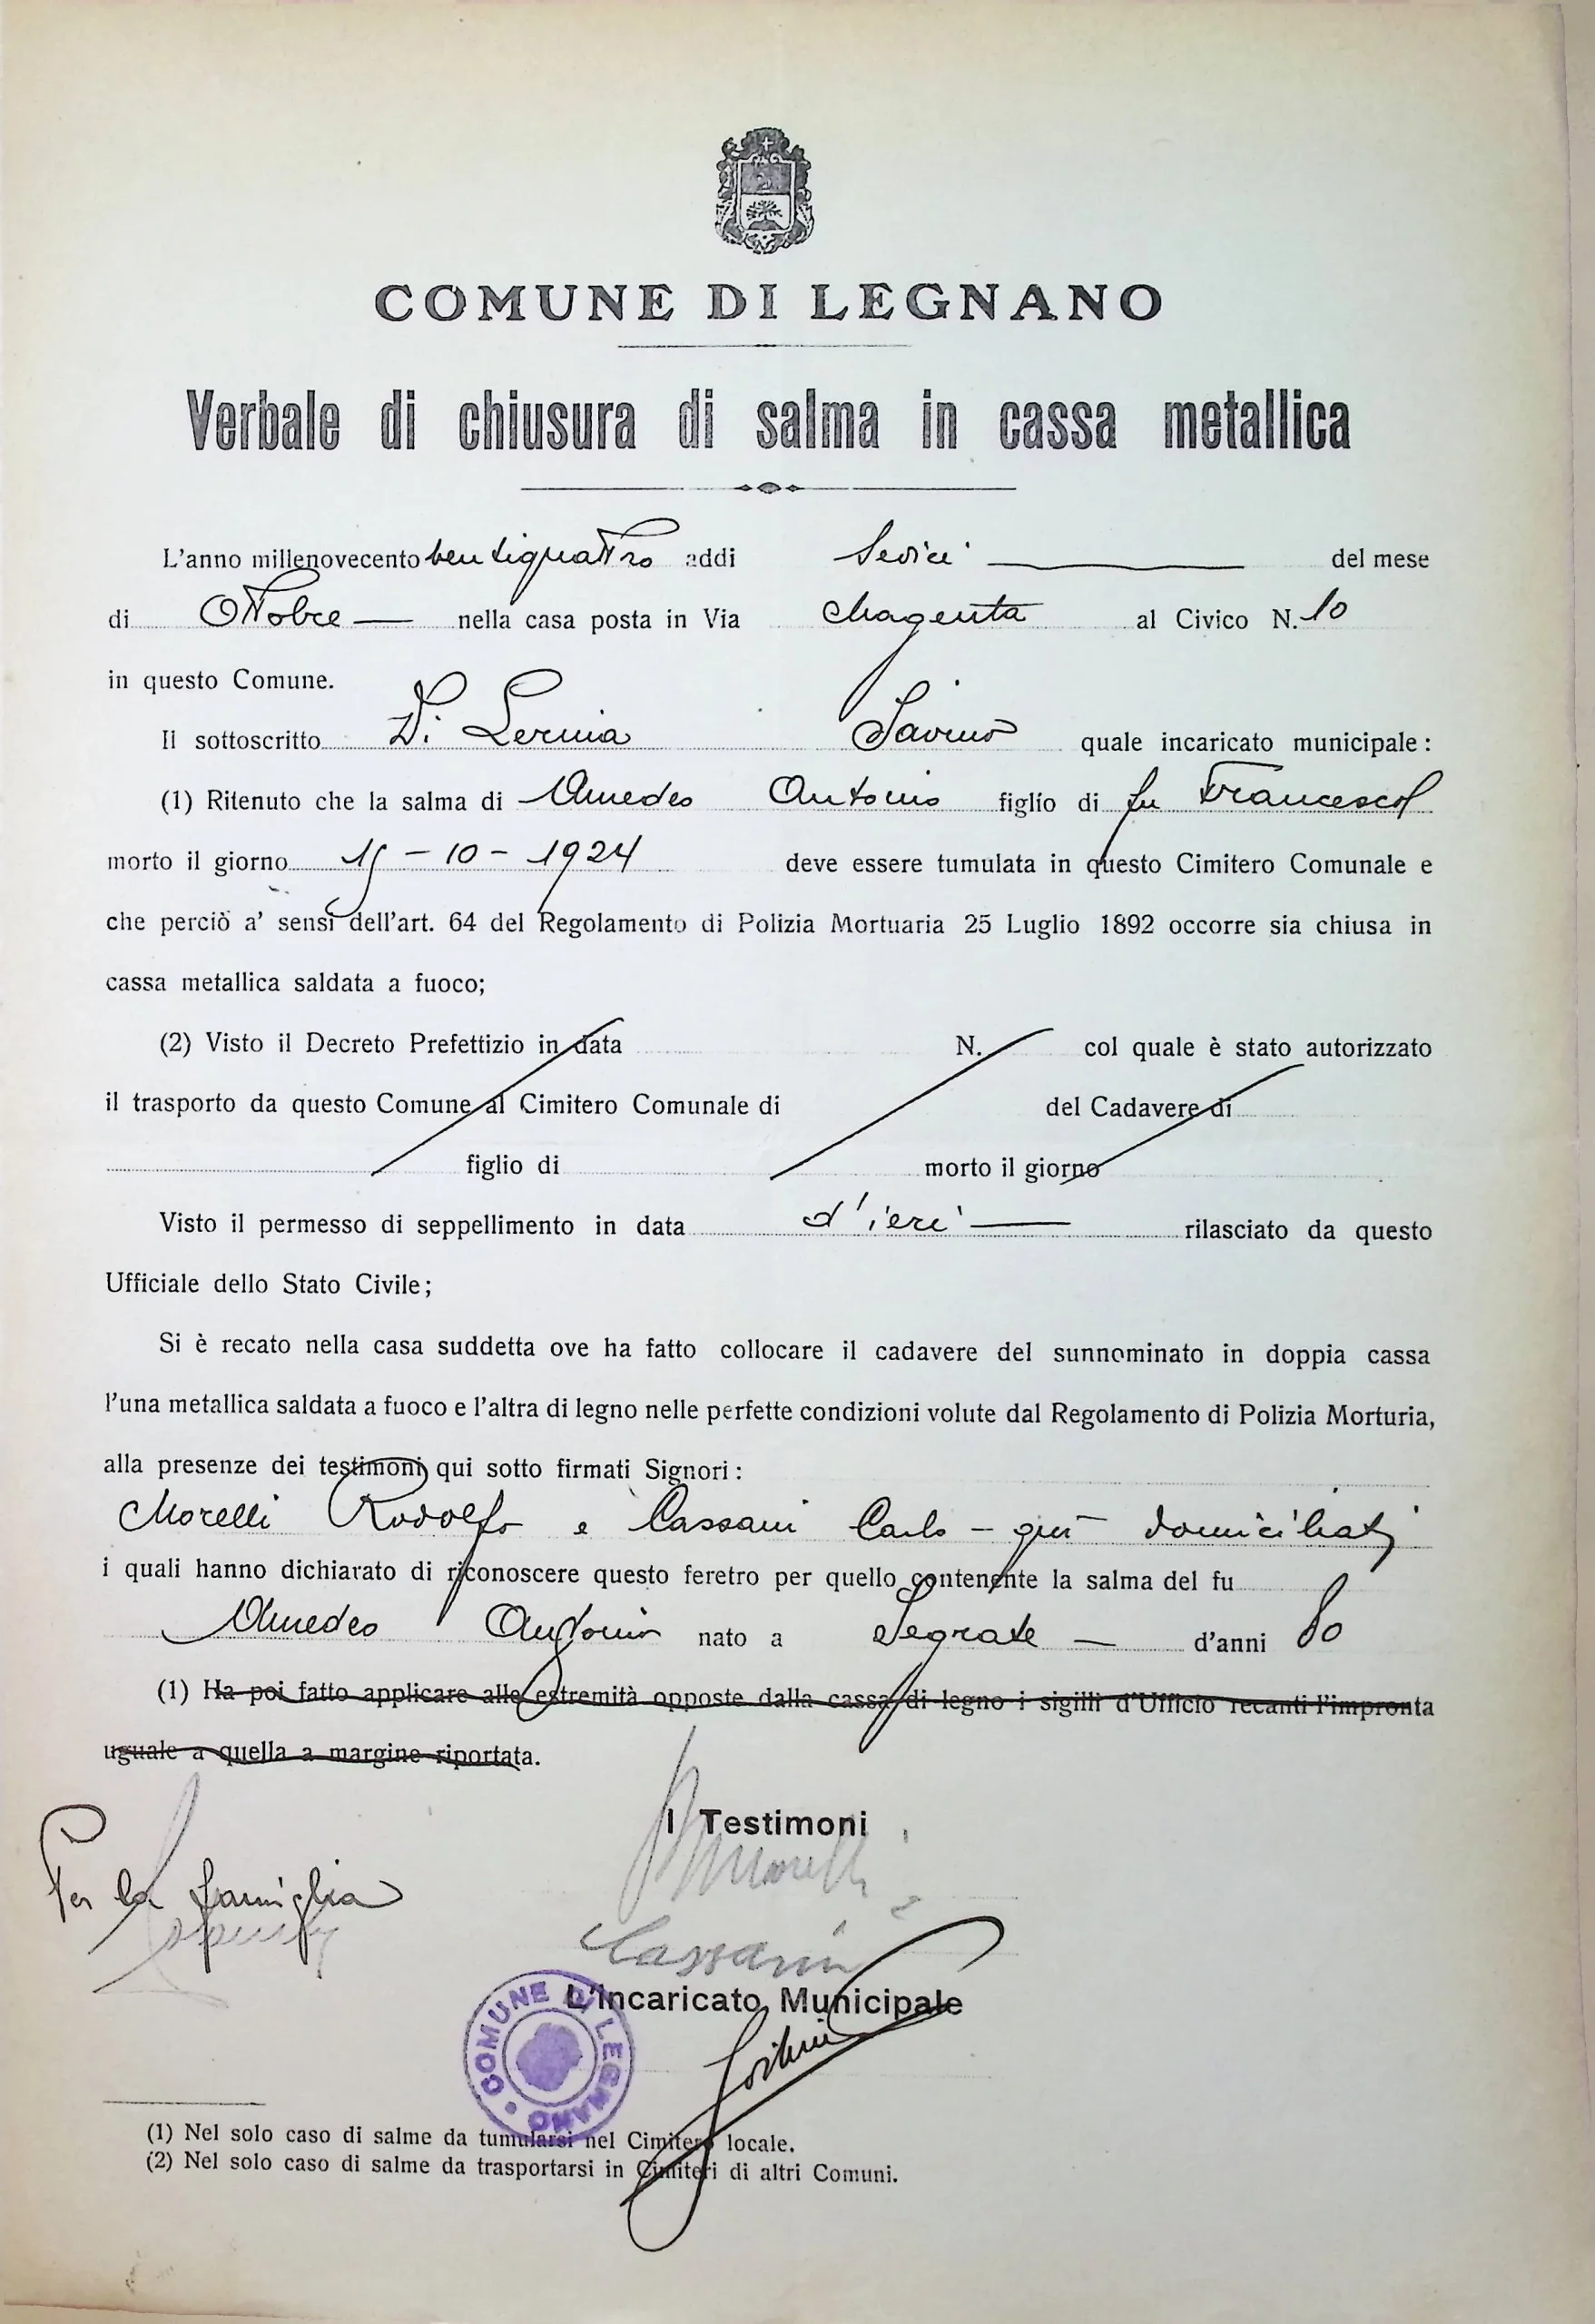 COMUNE DI LEGNANO
Verbale di chiusura di salma in cassa metallica
L'anno millenovecento ventiquattro addi Sedici del mese
di Ottobre — nella casa posta in Via Magenta al Civico N. 10
in questo Comune.
Il sottoscritto Di Lernia Savino quale incaricato municipale:
(1) Ritenuto che la salma di Amedeo Antonio figlio di fu Francesco
morto il giorno 15-10-1924 deve essere tumulata in questo Cimitero Comunale e
che perciò a' sensi dell'art. 64 del Regolamento di Polizia Mortuaria 25 Luglio 1892 occorre sia chiusa in
cassa metallica saldata a fuoco;
(2) Visto il Decreto Prefettizio in data N. col quale è stato autorizzato
il trasporto da questo Comune al Cimitero Comunale di del Cadavere di
figlio di morto il giorno
Visto il permesso di seppellimento in data d'ieri — rilasciato da questo
Ufficiale dello Stato Civile;
Si è recato nella casa suddetta ove ha fatto collocare il cadavere del sunnominato in doppia cassa
l'una metallica saldata a fuoco e l'altra di legno nelle perfette condizioni volute dal Regolamento di Polizia Morturia,
alla presenze dei testimoni qui sotto firmati Signori:
Morelli Rodolfo e Cassani Carlo - qui domiciliati
i quali hanno dichiarato di riconoscere questo feretro per quello contenente la salma del fu
Amedeo Antonio nato a Segrate — d'anni 80
(1) Ha poi fatto applicare alle estremità opposte dalla cassa di legno i sigilli d'Ufficio recanti l'impronta
uguale a quella a margine riportata.
I Testimoni
Morelli
Per la famiglia
Cassani
L'Incaricato Municipale
COMUNE DI LEGNANO
(1) Nel solo caso di salme da tumularsi nel Cimitero locale.
(2) Nel solo caso di salme da trasportarsi in Cimiteri di altri Comuni.